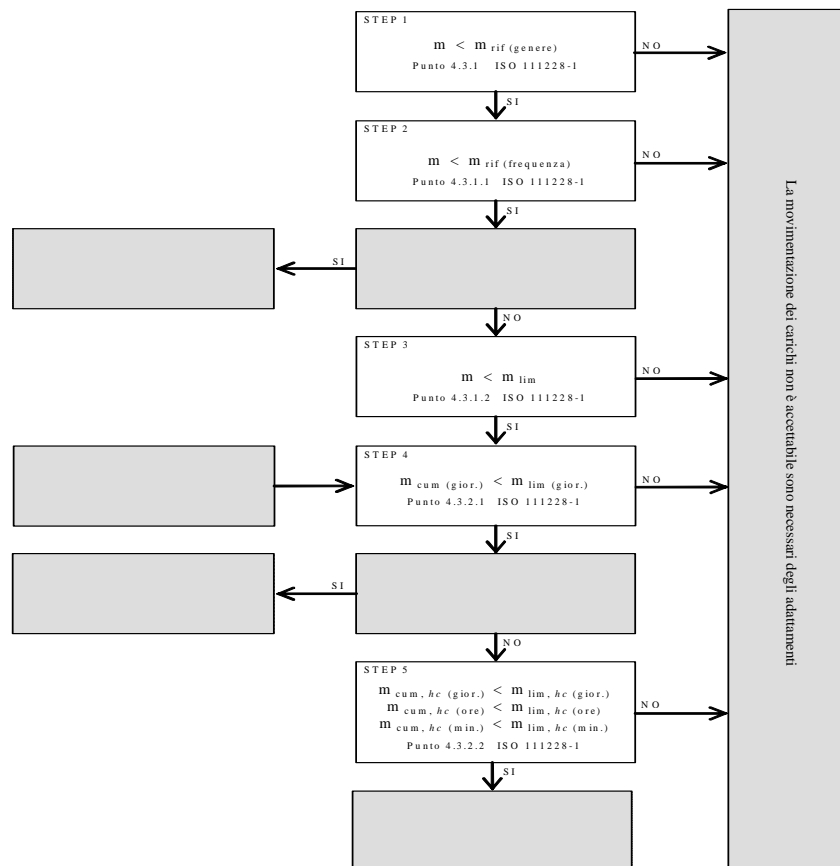 STEP 1
m < m rif (genere)
Punto 4.3.1 ISO 111228-1
NO
SI
STEP 2
m < m rif (frequenza)
Punto 4.3.1.1 ISO 111228-1
NO
SI
SI
NO
STEP 3
m < m lim
Punto 4.3.1.2 ISO 111228-1
NO
SI
STEP 4
m cum (gior.) < m lim (gior.)
Punto 4.3.2.1 ISO 111228-1
NO
SI
SI
NO
STEP 5
m cum, hc (gior.) < m lim, hc (gior.)
m cum, hc (ore) < m lim, hc (ore)
m cum, hc (min.) < m lim, hc (min.)
Punto 4.3.2.2 ISO 111228-1
NO
SI
La movimentazione dei carichi non è accettabile sono necessari degli adattamenti